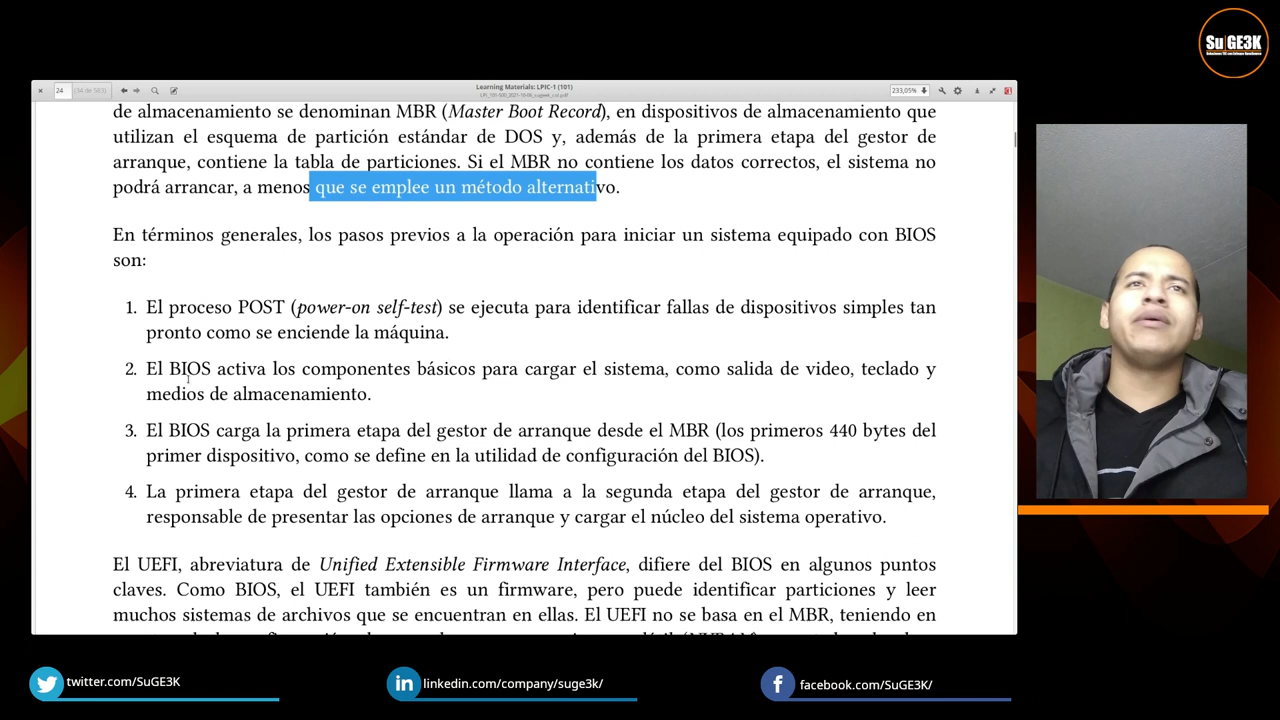 Su GE3K
24
(34 de 563)
Learning Materials: LPIC-1 (101)
233,05%
de almacenamiento se denominan MBR (Master Boot Record), en dispositivos de almacenamiento que
utilizan el esquema de partición estándar de DOS y, además de la primera etapa del gestor de
arranque, contiene la tabla de particiones. Si el MBR no contiene los datos correctos, el sistema no
podrá arrancar, a menos que se emplee un método alternativo.
En términos generales, los pasos previos a la operación para iniciar un sistema equipado con BIOS
son:
1. El proceso POST (power-on self-test) se ejecuta para identificar fallas de dispositivos simples tan
pronto como se enciende la máquina.
2. El BIOS activa los componentes básicos para cargar el sistema, como salida de video, teclado y
medios de almacenamiento.
3. El BIOS carga la primera etapa del gestor de arranque desde el MBR (los primeros 440 bytes del
primer dispositivo, como se define en la utilidad de configuración del BIOS).
4. La primera etapa del gestor de arranque llama a la segunda etapa del gestor de arranque,
responsable de presentar las opciones de arranque y cargar el núcleo del sistema operativo.
El UEFI, abreviatura de Unified Extensible Firmware Interface, difiere del BIOS en algunos puntos
claves. Como BIOS, el UEFI también es un firmware, pero puede identificar particiones y leer
muchos sistemas de archivos que se encuentran en ellas. El UEFI no se basa en el MBR, teniendo en
twitter.com/SuGE3K
linkedin.com/company/suge3k/
facebook.com/SuGE3K/